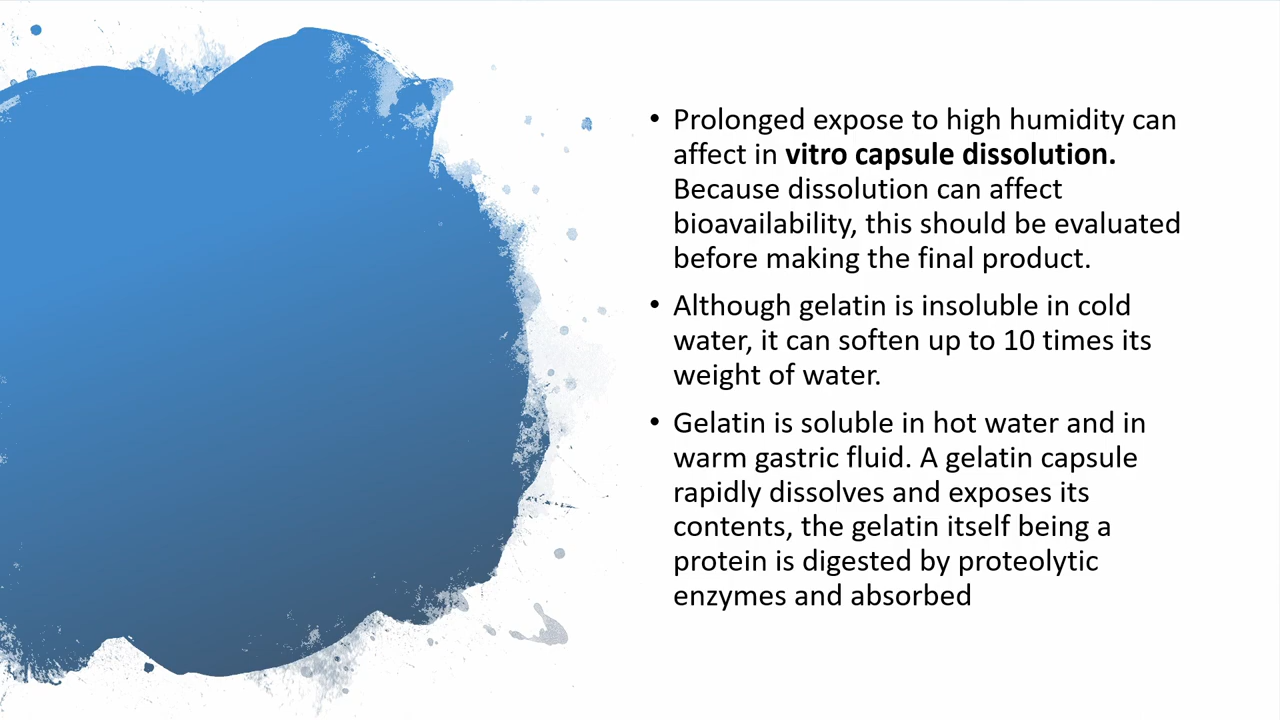 • Prolonged expose to high humidity can
affect in vitro capsule dissolution.
Because dissolution can affect
bioavailability, this should be evaluated
before making the final product.
• Although gelatin is insoluble in cold
water, it can soften up to 10 times its
weight of water.
• Gelatin is soluble in hot water and in
warm gastric fluid. A gelatin capsule
rapidly dissolves and exposes its
contents, the gelatin itself being a
protein is digested by proteolytic
enzymes and absorbed